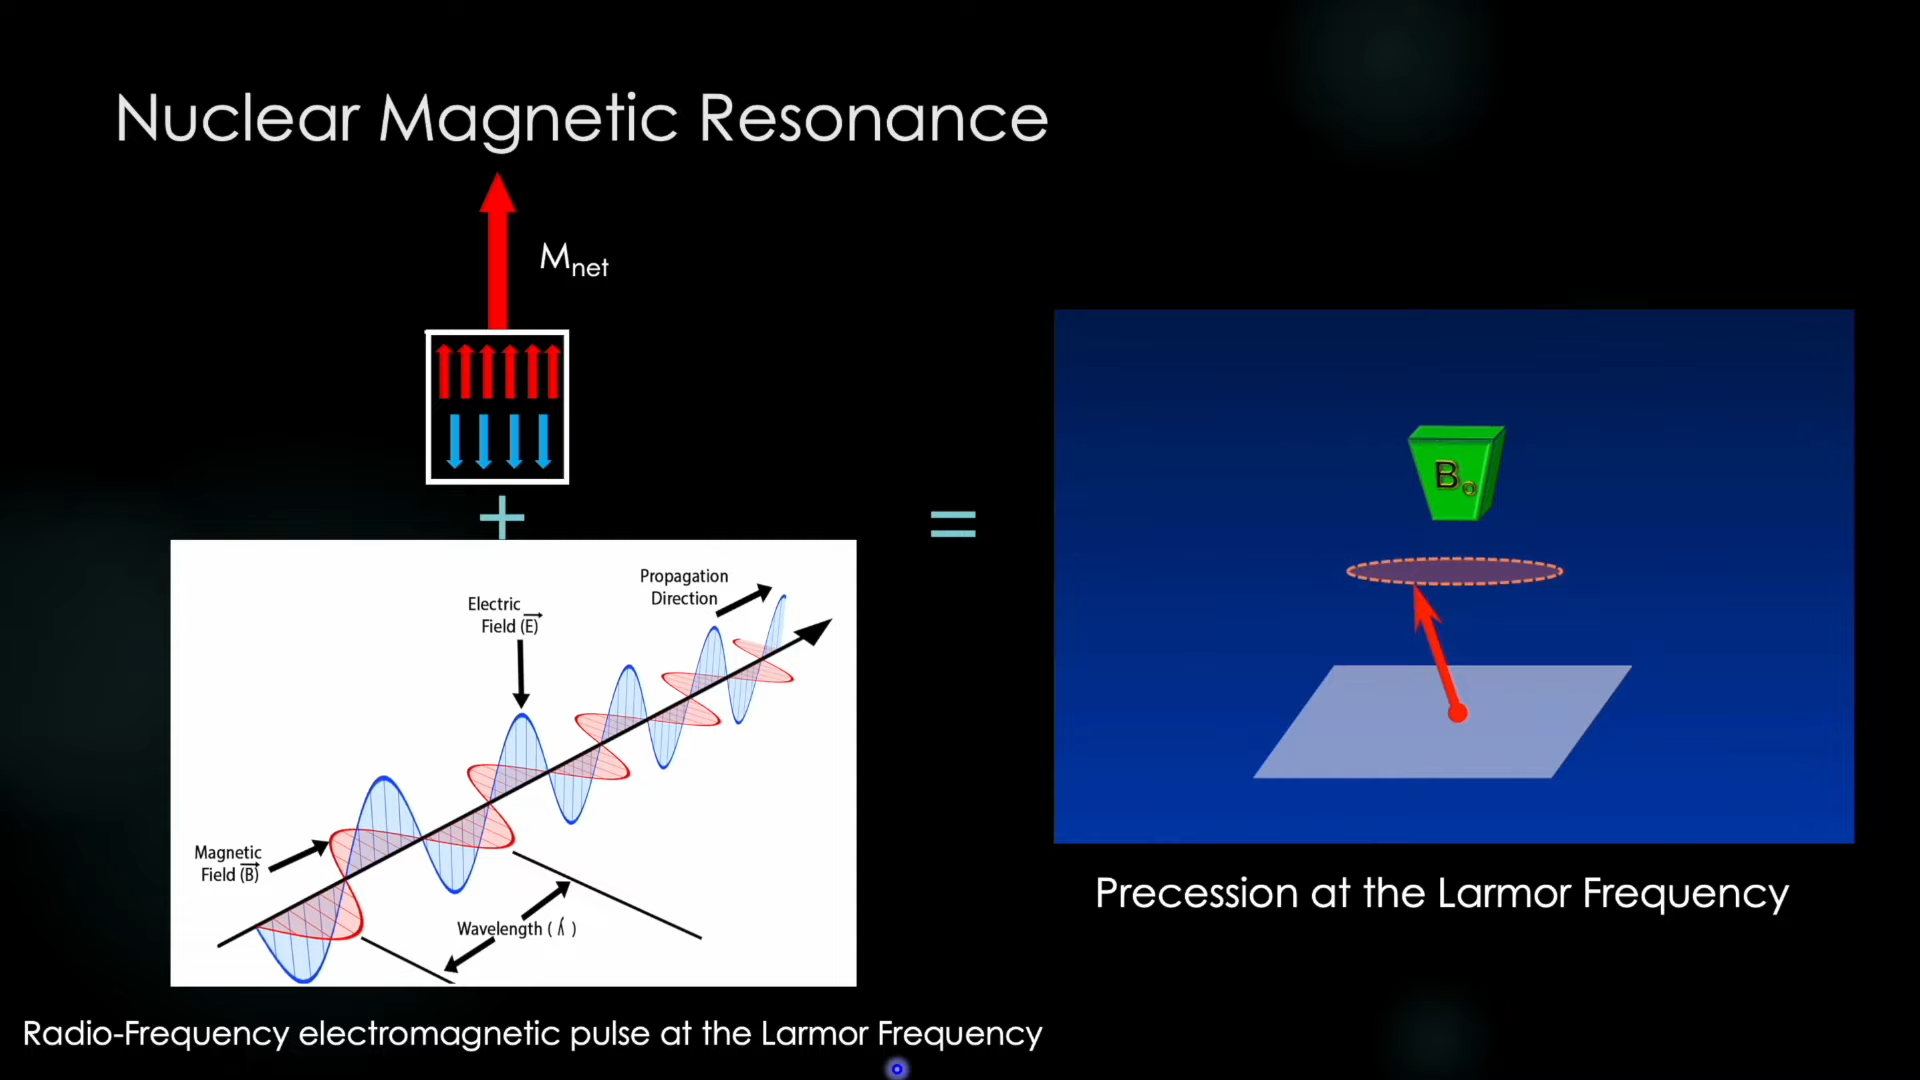 Nuclear Magnetic Resonance
Mnet
+
=
Electric
Field (E)
Propagation
Direction
Magnetic
Field (B)
Wavelength ( λ )
Radio-Frequency electromagnetic pulse at the Larmor Frequency
Bo
Precession at the Larmor Frequency